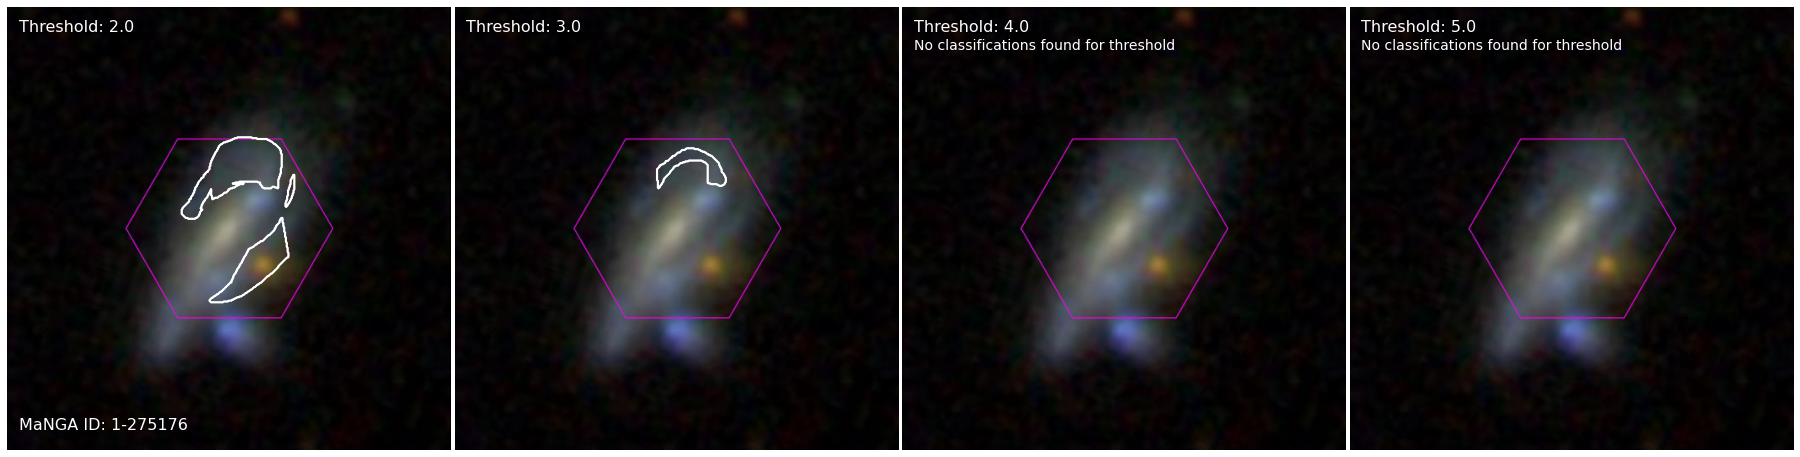 Threshold: 2.0
MaNGA ID: 1-275176
Threshold: 3.0
Threshold: 4.0
No classifications found for threshold
Threshold: 5.0
No classifications found for threshold